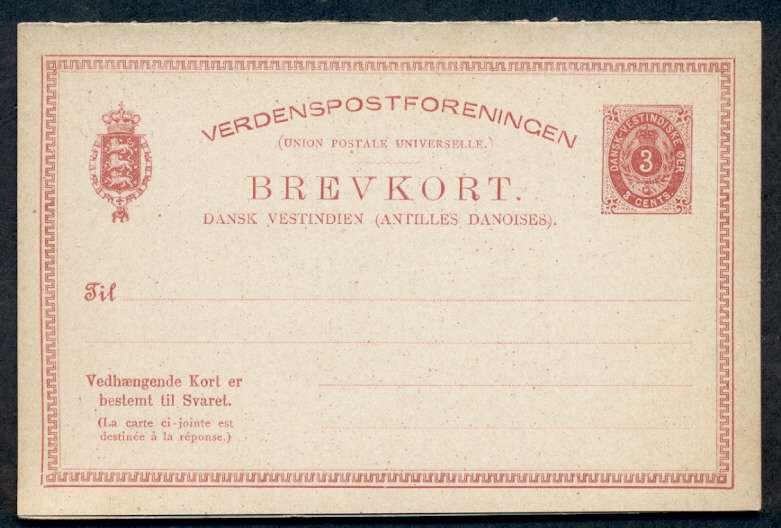 VERDENSPOSTFORENINGEN
(UNION POSTALE UNIVERSELLE.)
BREVKORT.
DANSK VESTINDIEN (ANTILLES DANOISES).
DANSK-VESTINDISKE ØER
3
3 CENTS
Til
Vedhængende Kort er
bestemt til Svaret.
(La carte ci-jointe est
destinée à la réponse.)